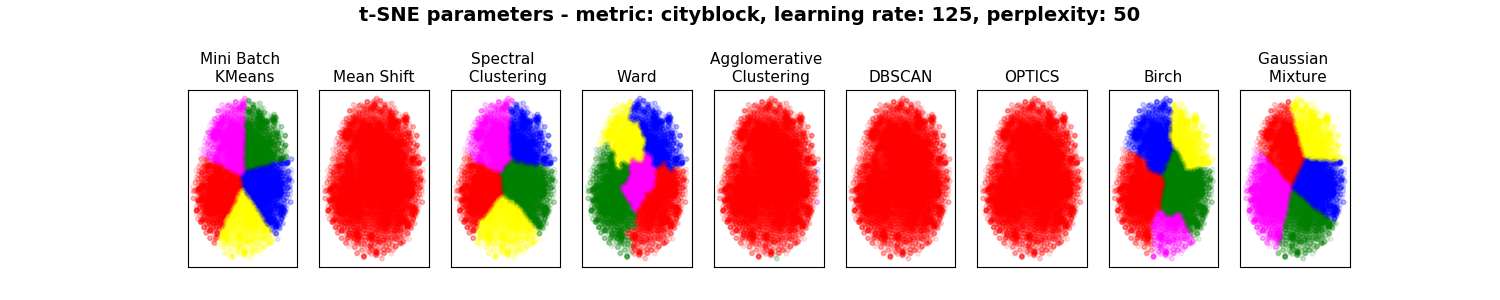 t-SNE parameters - metric: cityblock, learning rate: 125, perplexity: 50
Mini Batch
KMeans
Mean Shift
Spectral
Clustering
Ward
Agglomerative
Clustering
DBSCAN
OPTICS
Birch
Gaussian
Mixture